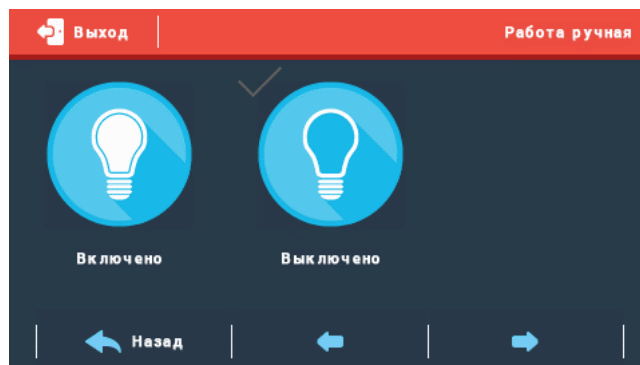 Выход
Работа ручная
Включено
Выключено
Назад